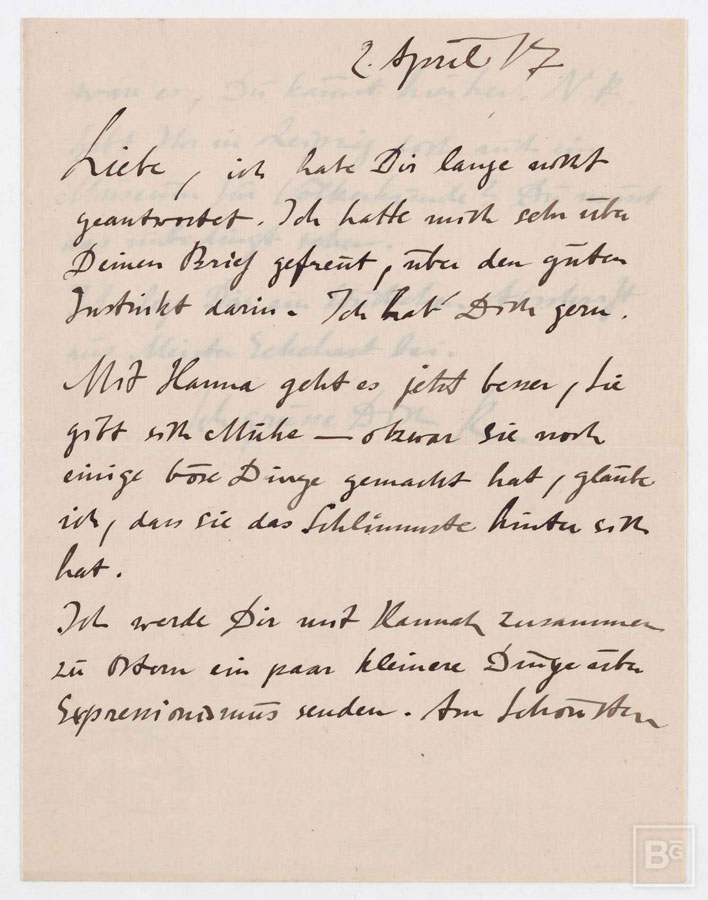 2. April 17
Liebe, ich habe Dir lange nicht
geantwortet. Ich hatte mich sehr über
Deinen Brief gefreut, über den guten
Instinkt darin. Ich hab' Dich gern.
Mit Hanna geht es jetzt besser, sie
gibt sich Mühe — obzwar sie noch
einige böse Dinge gemacht hat, glaube
ich, dass sie das Schlimmste hinter sich
hat.
Ich werde Dir mit Hannah zusammen
zu Ostern ein paar kleinere Dinge über
Expressionismus senden. Am Schönsten
BG